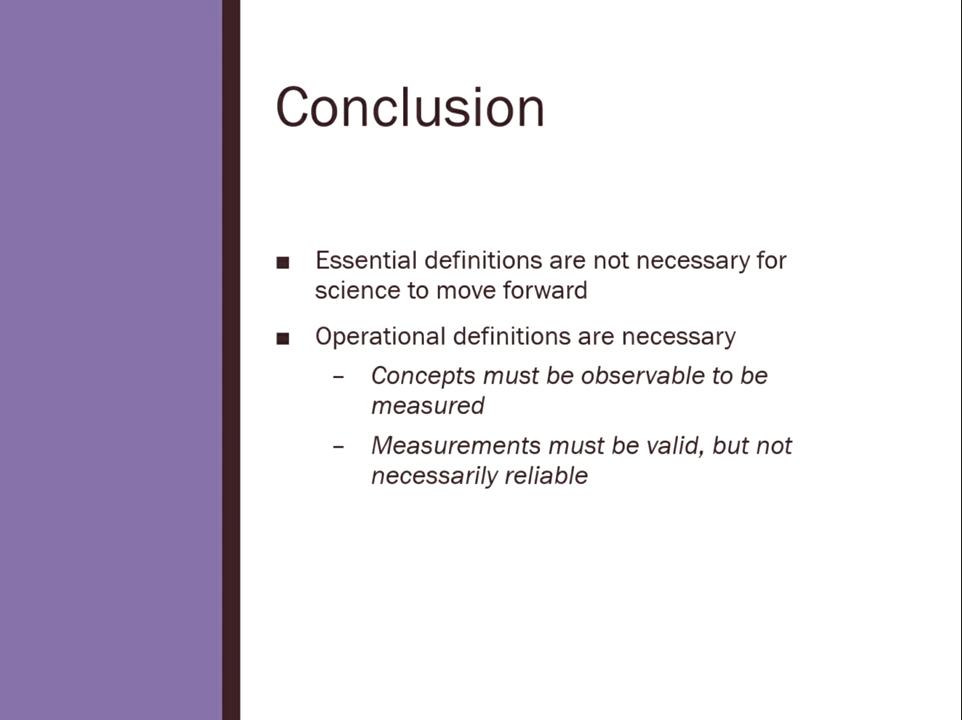 Conclusion
■ Essential definitions are not necessary for
science to move forward
■ Operational definitions are necessary
– Concepts must be observable to be
measured
– Measurements must be valid, but not
necessarily reliable